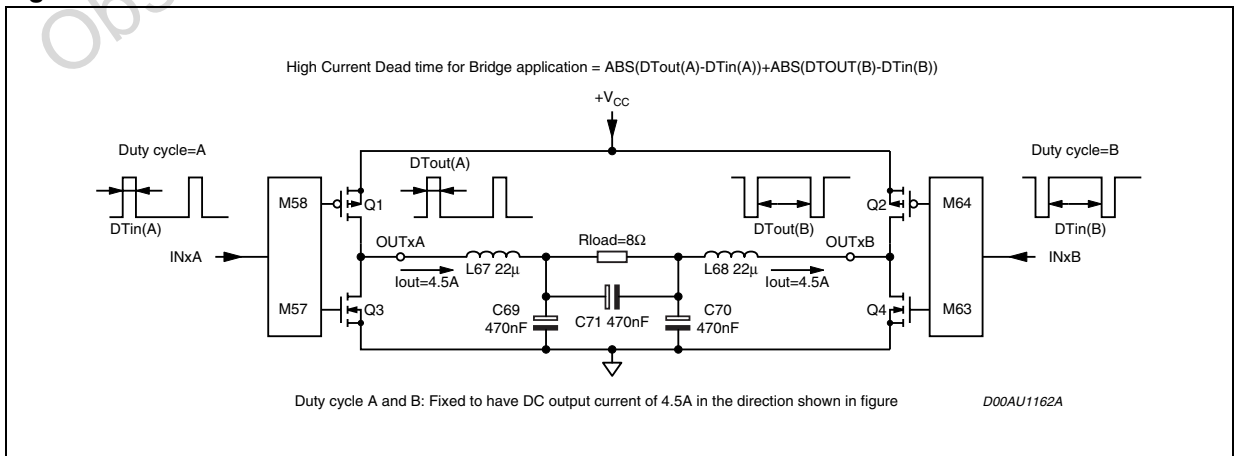 Obs
High Current Dead time for Bridge application = ABS(DTout(A)-DTin(A))+ABS(DTOUT(B)-DTin(B))
+VCC
Duty cycle=A
DTout(A)
Duty cycle=B
M58
Q1
Q2
M64
DTin(A)
DTout(B)
DTin(B)
INxA
OUTxA
Rload=8Ω
OUTxB
INxB
L67 22µ
L68 22µ
Iout=4.5A
Iout=4.5A
M57
Q3
C69
470nF
C71 470nF
C70
470nF
Q4
M63
Duty cycle A and B: Fixed to have DC output current of 4.5A in the direction shown in figure
D00AU1162A